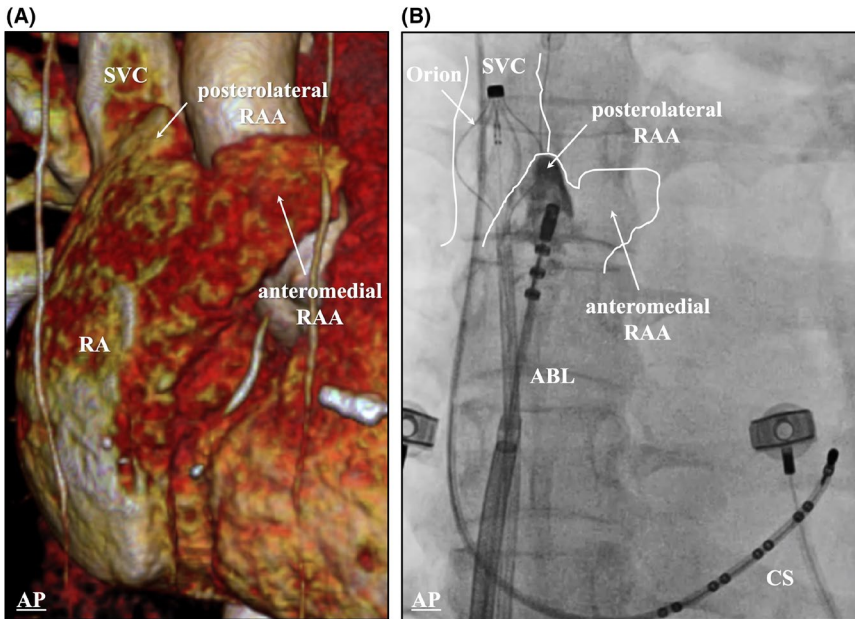 (A)
SVC
posterolateral
RAA
anteromedial
RAA
RA
AP
(B)
Orion
SVC
posterolateral
RAA
anteromedial
RAA
ABL
CS
AP